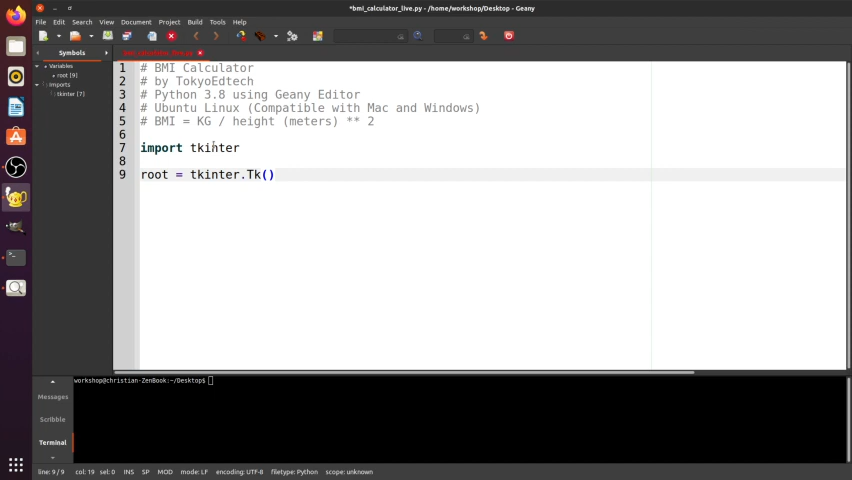 *bmi_calculator_live.py - /home/workshop/Desktop - Geany
File Edit Search View Document Project Build Tools Help
Symbols
bmi_calculator_live.py
Variables
root [9]
Imports
tkinter [7]
1 # BMI Calculator
2 # by TokyoEdtech
3 # Python 3.8 using Geany Editor
4 # Ubuntu Linux (Compatible with Mac and Windows)
5 # BMI = KG / height (meters) ** 2
6
7 import tkinter
8
9 root = tkinter.Tk()
Messages
Scribble
Terminal
workshop@christian-ZenBook:~/Desktop$
line: 9 / 9 col: 19 sel: 0 INS SP MOD mode: LF encoding: UTF-8 filetype: Python scope: unknown